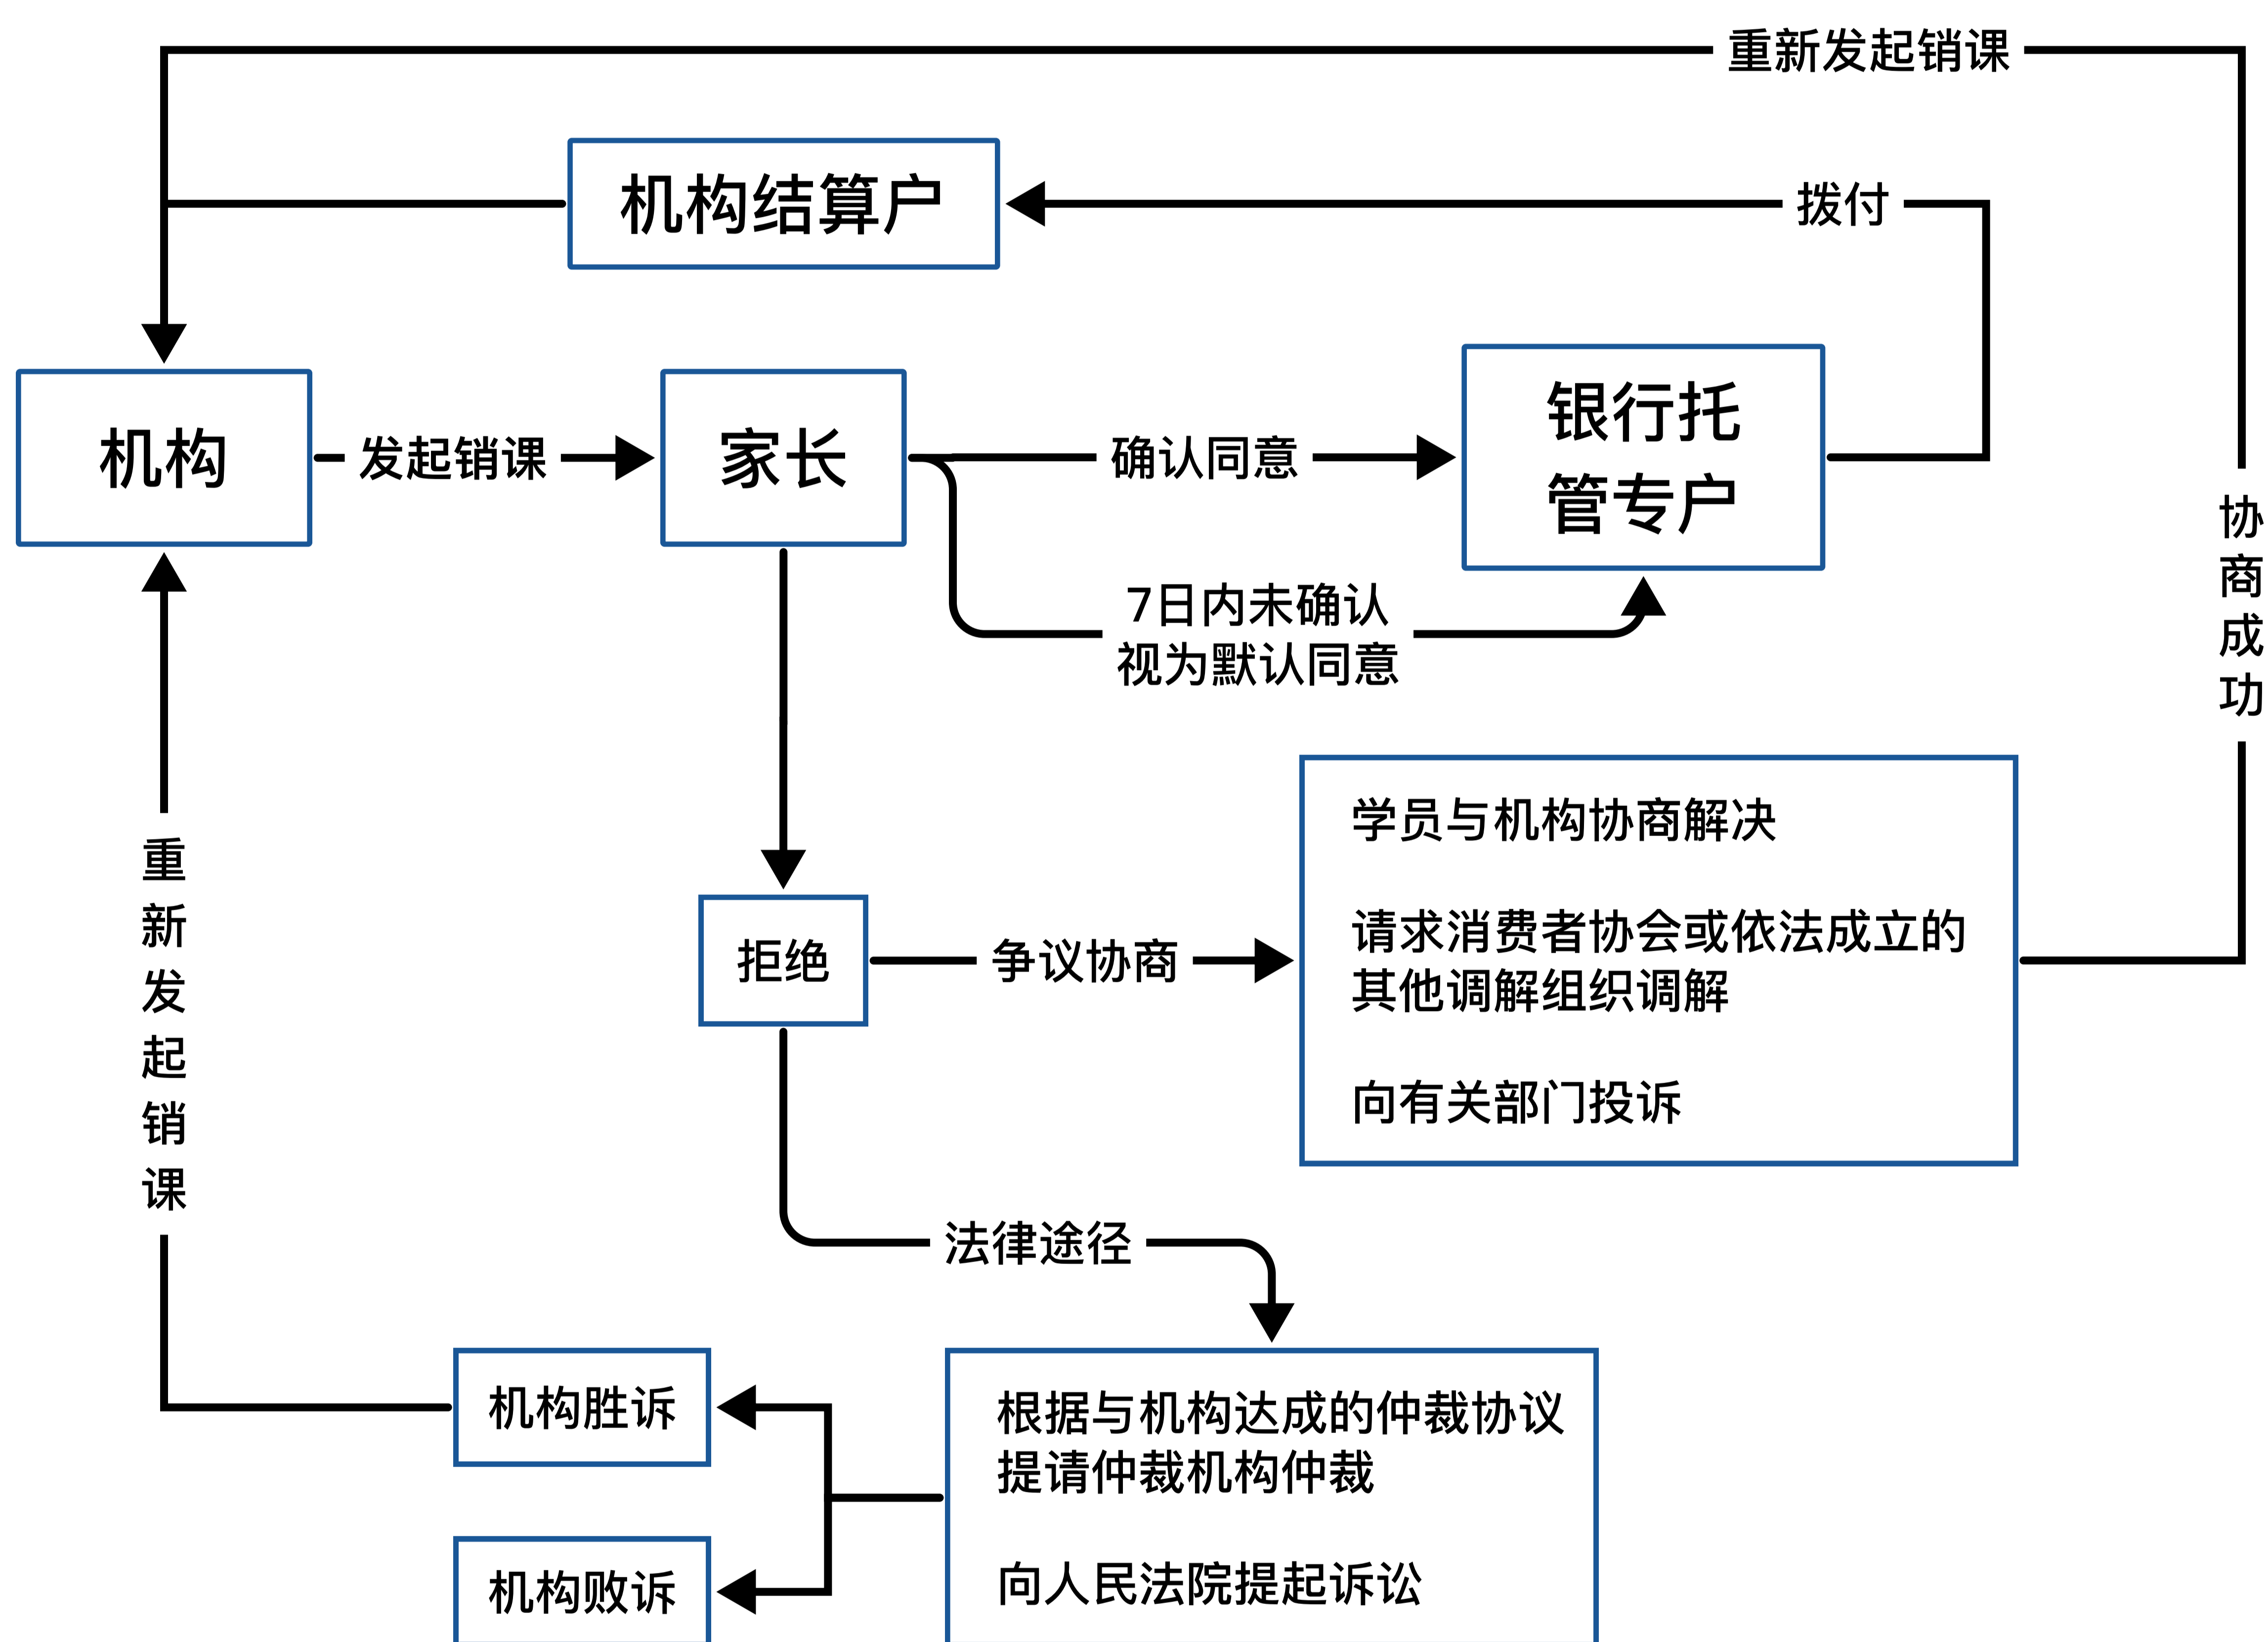 重新发起销课
机构结算户
拨付
机构
发起销课
家长
确认同意
银行托
管专户
7日内未确认
视为默认同意
协
商
成
功
学员与机构协商解决
请求消费者协会或依法成立的
其他调解组织调解
向有关部门投诉
拒绝
争议协商
重
新
发
起
销
课
法律途径
机构胜诉
根据与机构达成的仲裁协议
提请仲裁机构仲裁
机构败诉
向人民法院提起诉讼